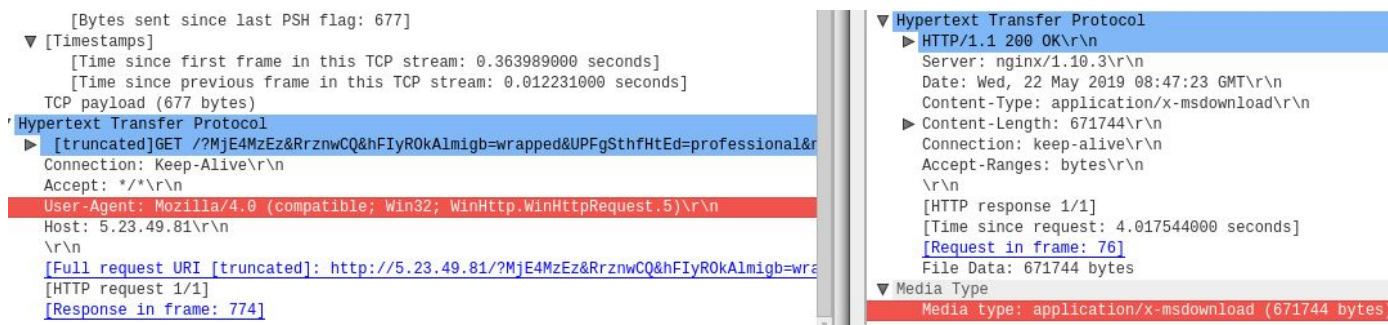 [Bytes sent since last PSH flag: 677]
[Timestamps]
[Time since first frame in this TCP stream: 0.363989000 seconds]
[Time since previous frame in this TCP stream: 0.012231000 seconds]
TCP payload (677 bytes)
Hypertext Transfer Protocol
[truncated]GET /?MjE4MzEz&RrznwCQ&hFIyROkAlmigb=wrapped&UPFgSthfHtEd=professional&r
Connection: Keep-Alive\r\n
Accept: */*\r\n
User-Agent: Mozilla/4.0 (compatible; Win32; WinHttp.WinHttpRequest.5)\r\n
Host: 5.23.49.81\r\n
\r\n
[Full request URI [truncated]: http://5.23.49.81/?MjE4MzEz&RrznwCQ&hFIyROkAlmigb=wra
[HTTP request 1/1]
[Response in frame: 774]
Hypertext Transfer Protocol
HTTP/1.1 200 OK\r\n
Server: nginx/1.10.3\r\n
Date: Wed, 22 May 2019 08:47:23 GMT\r\n
Content-Type: application/x-msdownload\r\n
Content-Length: 671744\r\n
Connection: keep-alive\r\n
Accept-Ranges: bytes\r\n
\r\n
[HTTP response 1/1]
[Time since request: 4.017544000 seconds]
[Request in frame: 76]
File Data: 671744 bytes
Media Type
Media type: application/x-msdownload (671744 bytes)